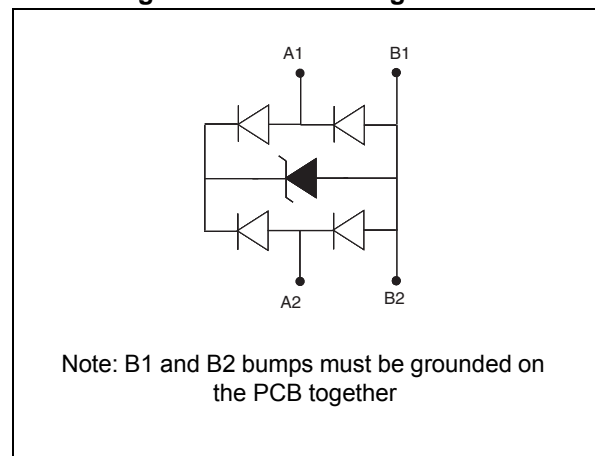 A1 B1
A2 B2
Note: B1 and B2 bumps must be grounded on
the PCB together